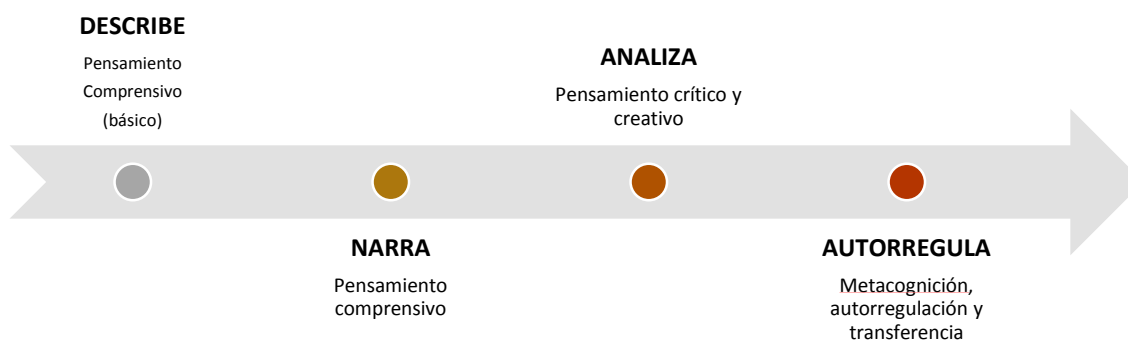 DESCRIBE
Pensamiento
Comprensivo
(básico)
ANALIZA
Pensamiento crítico y
creativo
NARRA
Pensamiento
comprensivo
AUTORREGULA
Metacognición,
autorregulación y
transferencia